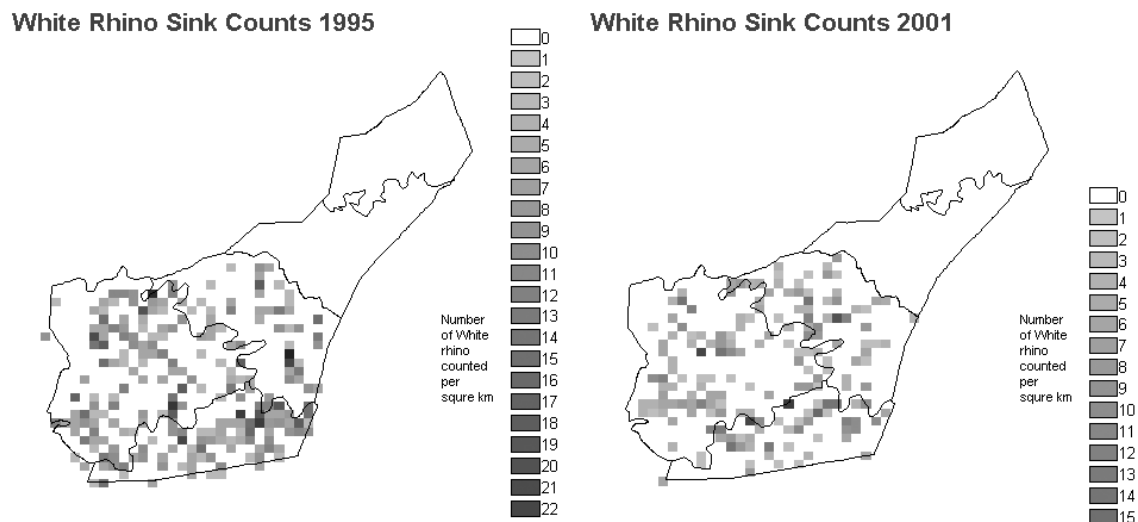 White Rhino Sink Counts 1995
0
1
2
3
4
5
6
7
8
9
10
11
12
13
14
15
16
17
18
19
20
21
22
Number
of White
rhino
counted
per
squre km
White Rhino Sink Counts 2001
0
1
2
3
4
5
6
7
8
9
10
11
12
13
14
15
Number
of White
rhino
counted
per
squre km